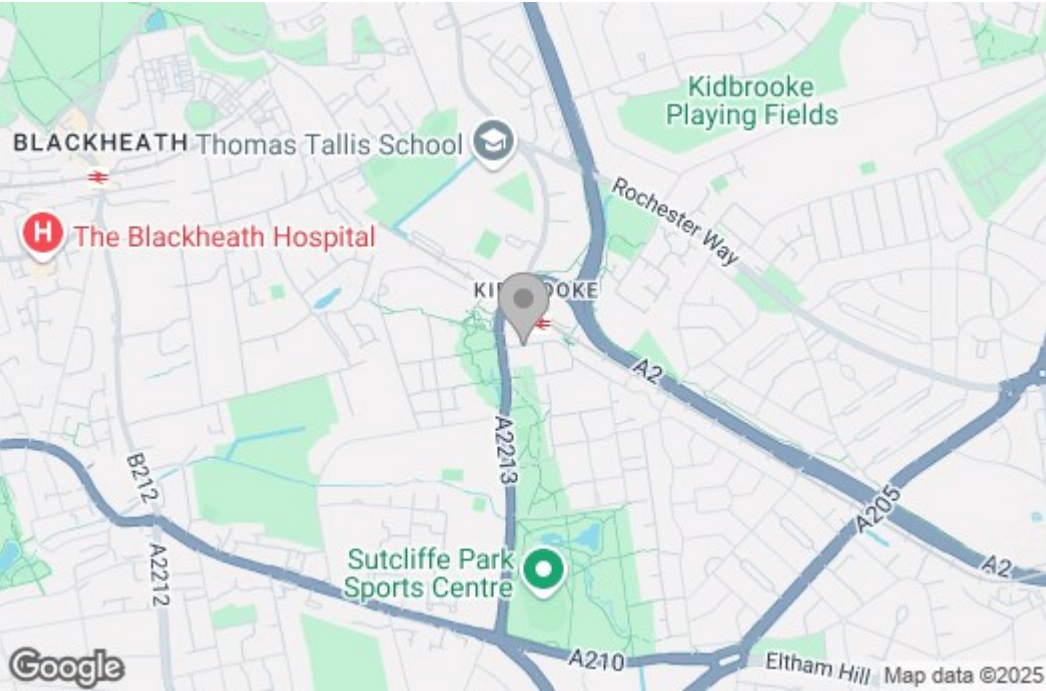 Kidbrooke
Playing Fields
BLACKHEATH
Thomas Tallis School
Rochester Way
H
The Blackheath Hospital
A2
A2213
B212
A205
A2212
Sutcliffe Park
Sports Centre
A2
A210
Eltham Hill
Google
Map data ©2025